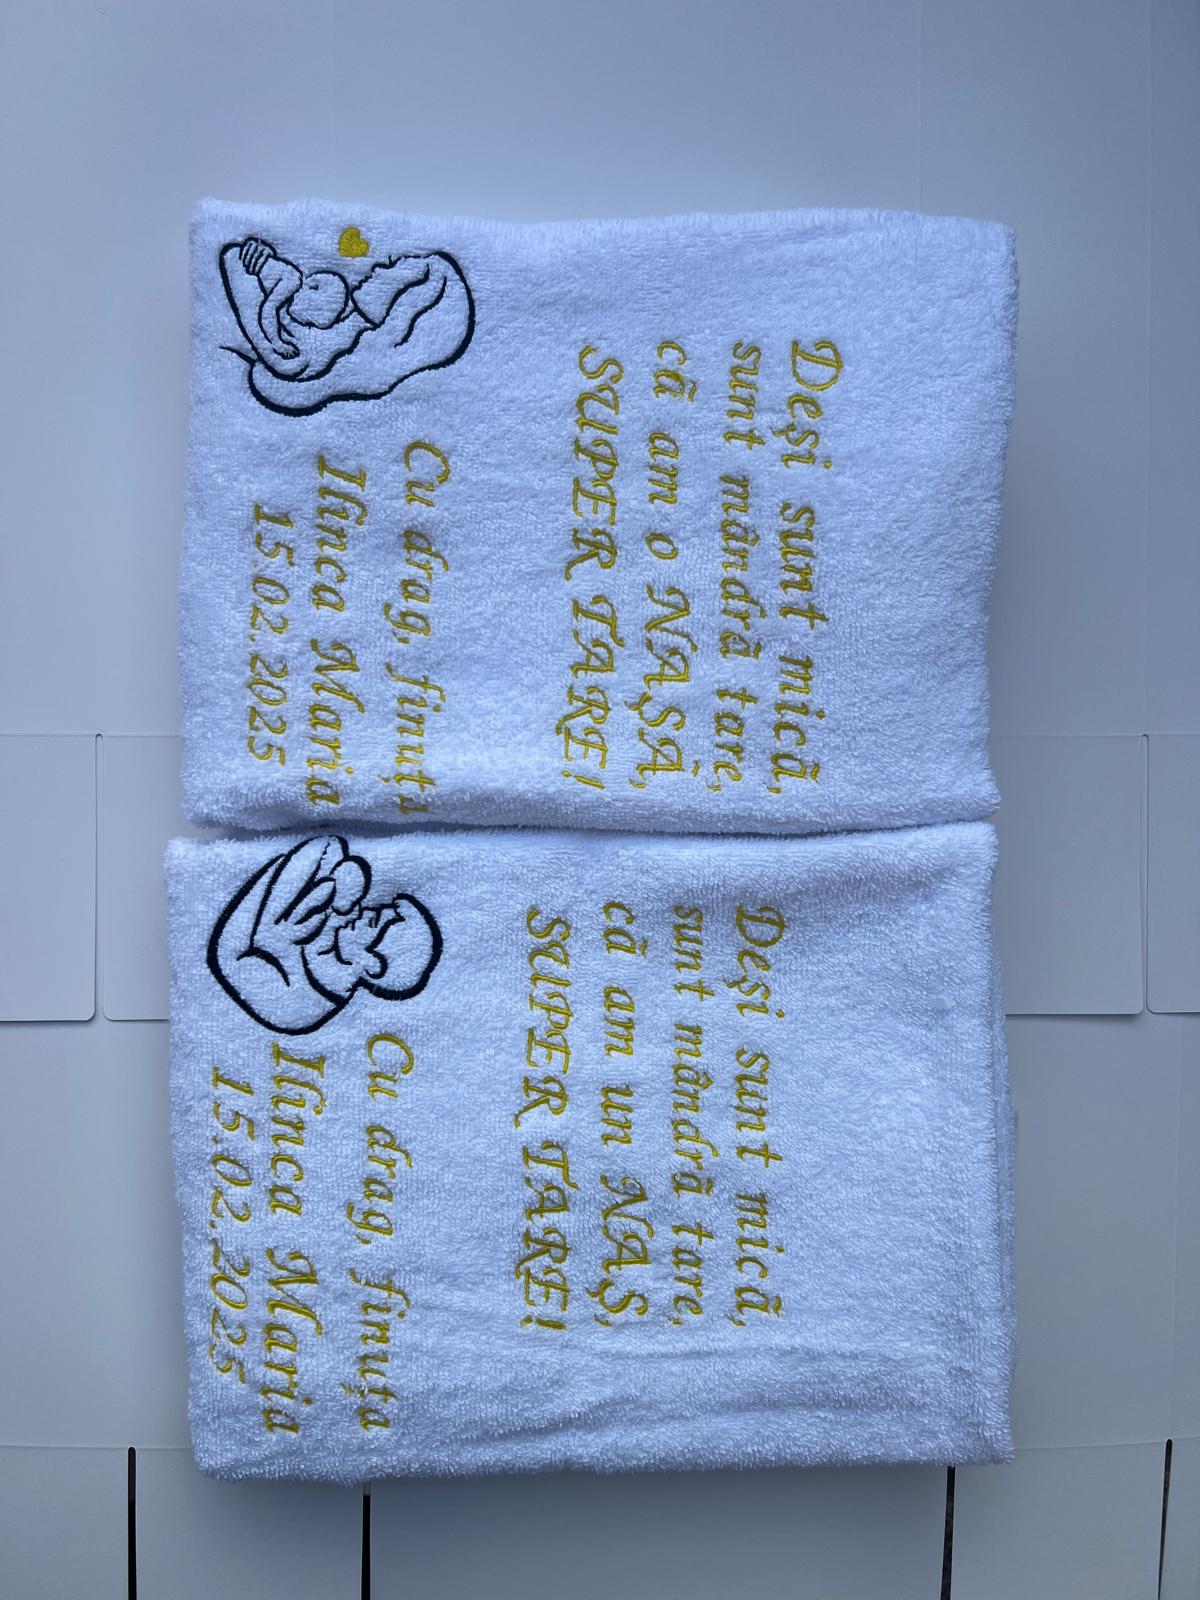 Deși sunt mică,
sunt mândră tare,
că am o NAȘĂ,
SUPER TARE!
Cu drag, finuța
Ilinca Maria
15.02.2025
Deși sunt mică,
sunt mândră tare,
că am un NAȘ,
SUPER TARE!
Cu drag, finuța
Ilinca Maria
15.02.2025